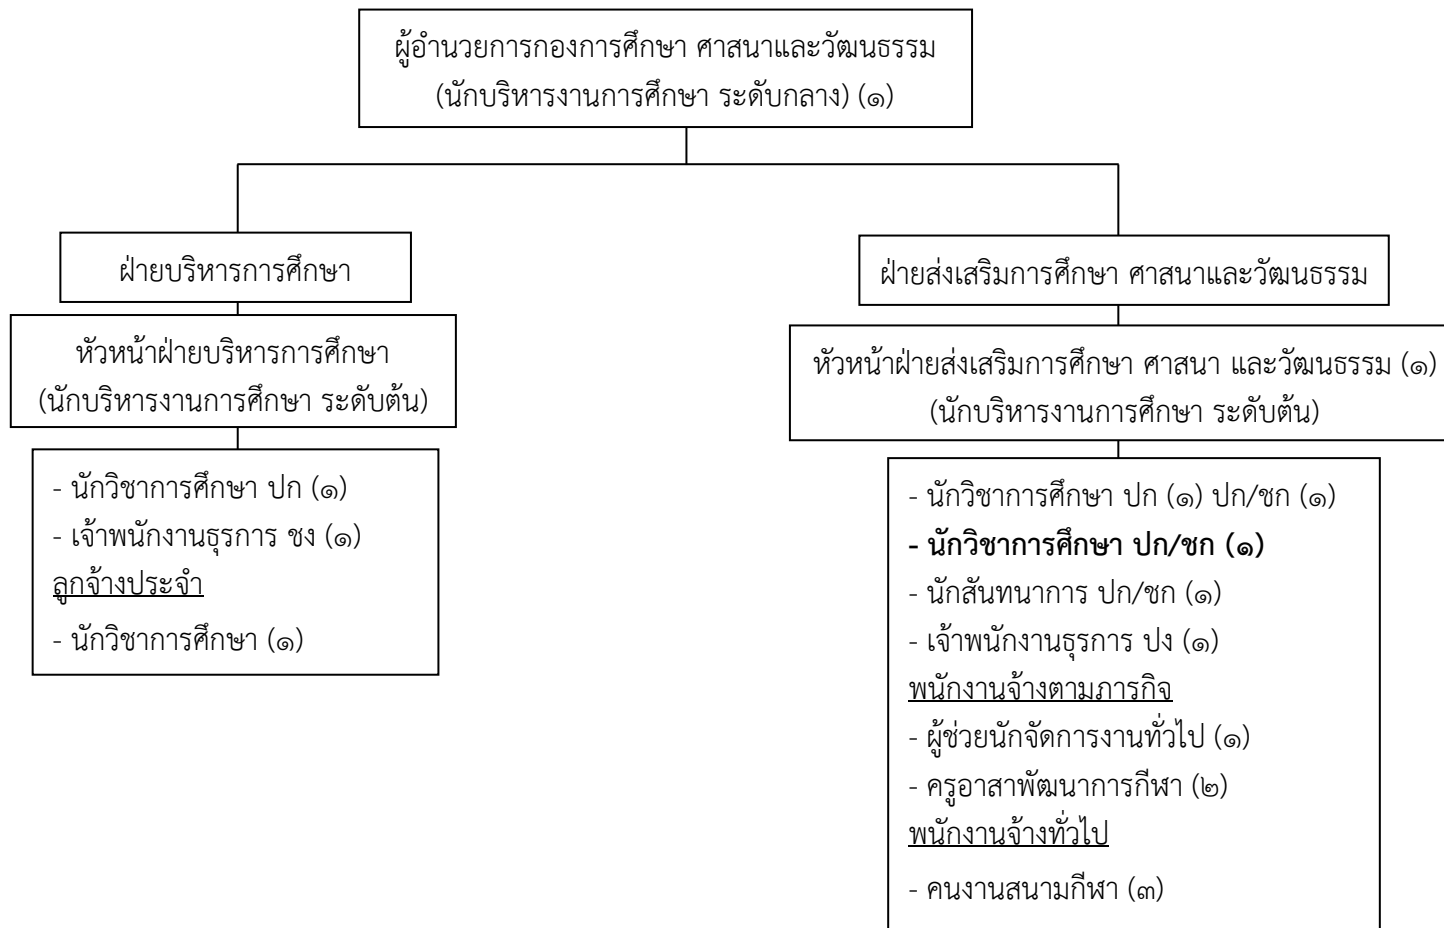 ผู้อำนวยการกองการศึกษา ศาสนาและวัฒนธรรม
(นักบริหารงานการศึกษา ระดับกลาง) (๑)
ฝ่ายบริหารการศึกษา
หัวหน้าฝ่ายบริหารการศึกษา
(นักบริหารงานการศึกษา ระดับต้น)
- นักวิชาการศึกษา ปก (๑)
- เจ้าพนักงานธุรการ ชง (๑)
ลูกจ้างประจำ
- นักวิชาการศึกษา (๑)
ฝ่ายส่งเสริมการศึกษา ศาสนาและวัฒนธรรม
หัวหน้าฝ่ายส่งเสริมการศึกษา ศาสนา และวัฒนธรรม (๑)
(นักบริหารงานการศึกษา ระดับต้น)
- นักวิชาการศึกษา ปก (๑) ปก/ชก (๑)
- นักวิชาการศึกษา ปก/ชก (๑)
- นักสันทนาการ ปก/ชก (๑)
- เจ้าพนักงานธุรการ ปง (๑)
พนักงานจ้างตามภารกิจ
- ผู้ช่วยนักจัดการงานทั่วไป (๑)
- ครูอาสาพัฒนาการกีฬา (๒)
พนักงานจ้างทั่วไป
- คนงานสนามกีฬา (๓)